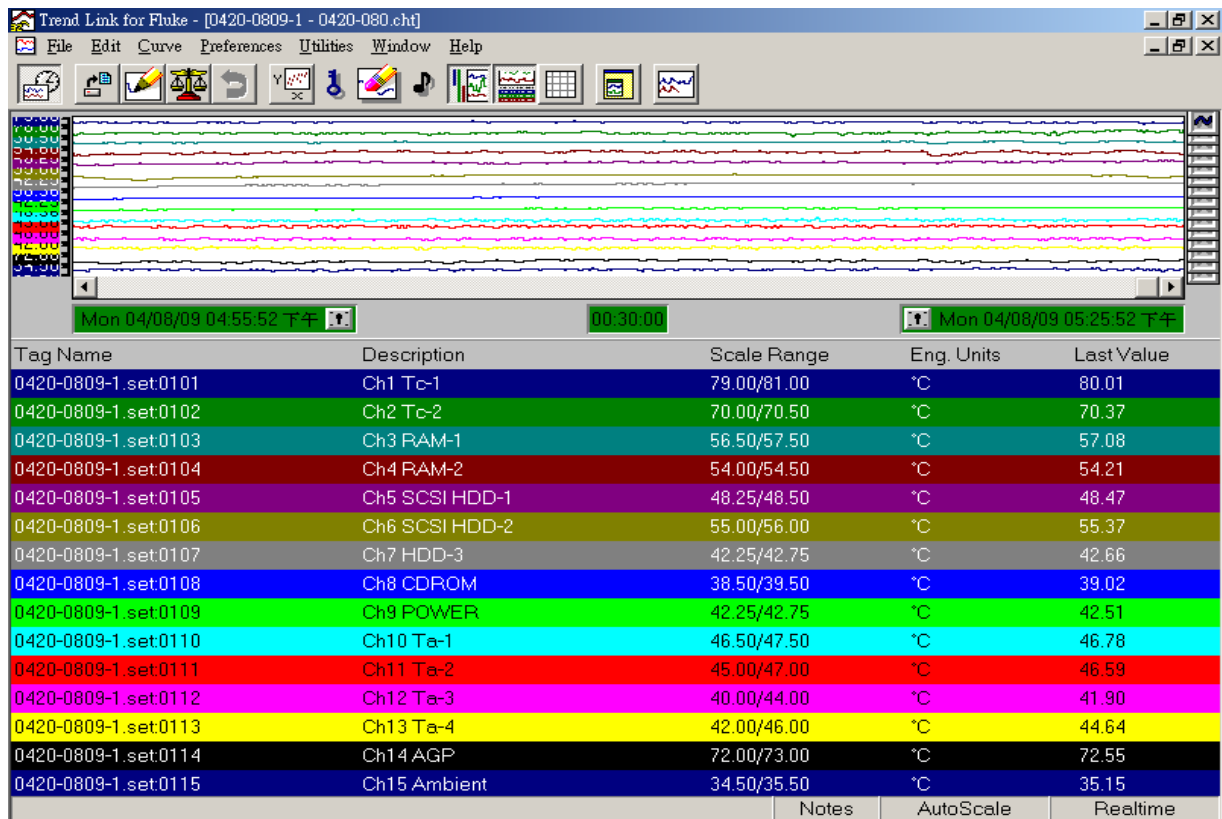 Trend Link for Fluke - [0420-0809-1 - 0420-080.cht]
File Edit Curve Preferences Utilities Window Help
Mon 04/08/09 04:55:52 下午 00:30:00 Mon 04/08/09 05:25:52 下午
Tag Name Description Scale Range Eng. Units Last Value
0420-0809-1.set:0101 Ch1 Tc-1 79.00/81.00 °C 80.01
0420-0809-1.set:0102 Ch2 Tc-2 70.00/70.50 °C 70.37
0420-0809-1.set:0103 Ch3 RAM-1 56.50/57.50 °C 57.08
0420-0809-1.set:0104 Ch4 RAM-2 54.00/54.50 °C 54.21
0420-0809-1.set:0105 Ch5 SCSI HDD-1 48.25/48.50 °C 48.47
0420-0809-1.set:0106 Ch6 SCSI HDD-2 55.00/56.00 °C 55.37
0420-0809-1.set:0107 Ch7 HDD-3 42.25/42.75 °C 42.66
0420-0809-1.set:0108 Ch8 CDROM 38.50/39.50 °C 39.02
0420-0809-1.set:0109 Ch9 POWER 42.25/42.75 °C 42.51
0420-0809-1.set:0110 Ch10 Ta-1 46.50/47.50 °C 46.78
0420-0809-1.set:0111 Ch11 Ta-2 45.00/47.00 °C 46.59
0420-0809-1.set:0112 Ch12 Ta-3 40.00/44.00 °C 41.90
0420-0809-1.set:0113 Ch13 Ta-4 42.00/46.00 °C 44.64
0420-0809-1.set:0114 Ch14 AGP 72.00/73.00 °C 72.55
0420-0809-1.set:0115 Ch15 Ambient 34.50/35.50 °C 35.15
Notes AutoScale Realtime